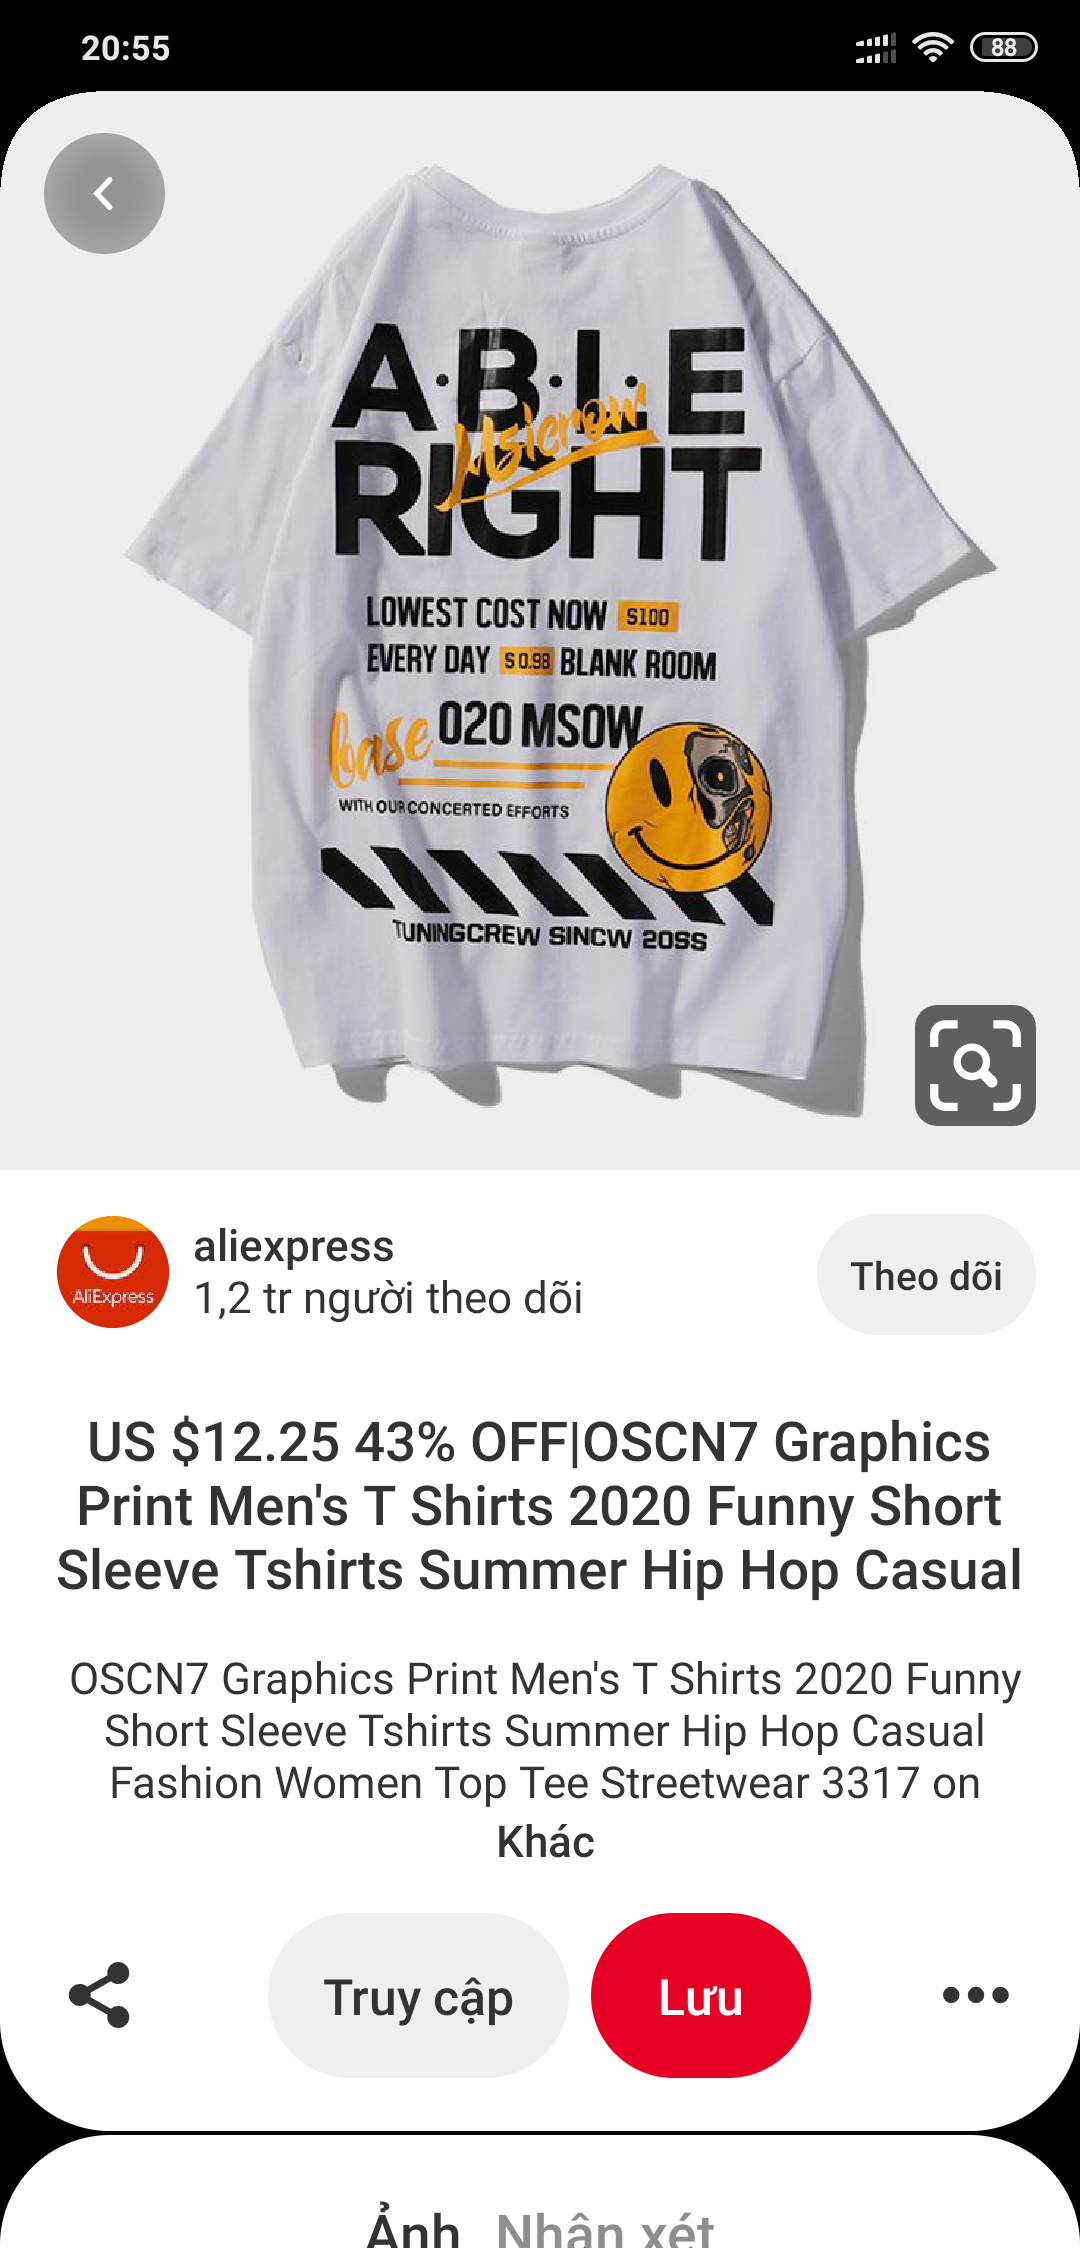 20:55
88
A·B·L·E
Msicrow
RIGHT
LOWEST COST NOW $100
EVERY DAY $0.98 BLANK ROOM
base 020 MSOW
WITH OUR CONCERTED EFFORTS
TUNINGCREW SINCW 20SS
AliExpress
aliexpress
1,2 tr người theo dõi
Theo dõi
US $12.25 43% OFF|OSCN7 Graphics
Print Men's T Shirts 2020 Funny Short
Sleeve Tshirts Summer Hip Hop Casual
OSCN7 Graphics Print Men's T Shirts 2020 Funny
Short Sleeve Tshirts Summer Hip Hop Casual
Fashion Women Top Tee Streetwear 3317 on
Khác
Truy cập
Lưu
Ảnh Nhận xét